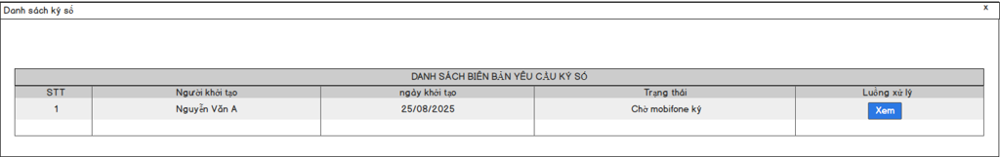 Danh sách ký số x
DANH SÁCH BIÊN BẢN YÊU CẦU KÝ SỐ
STT Người khởi tạo ngày khởi tạo Trạng thái Luồng xử lý
1 Nguyễn Văn A 25/08/2025 Chờ mobifone ký Xem